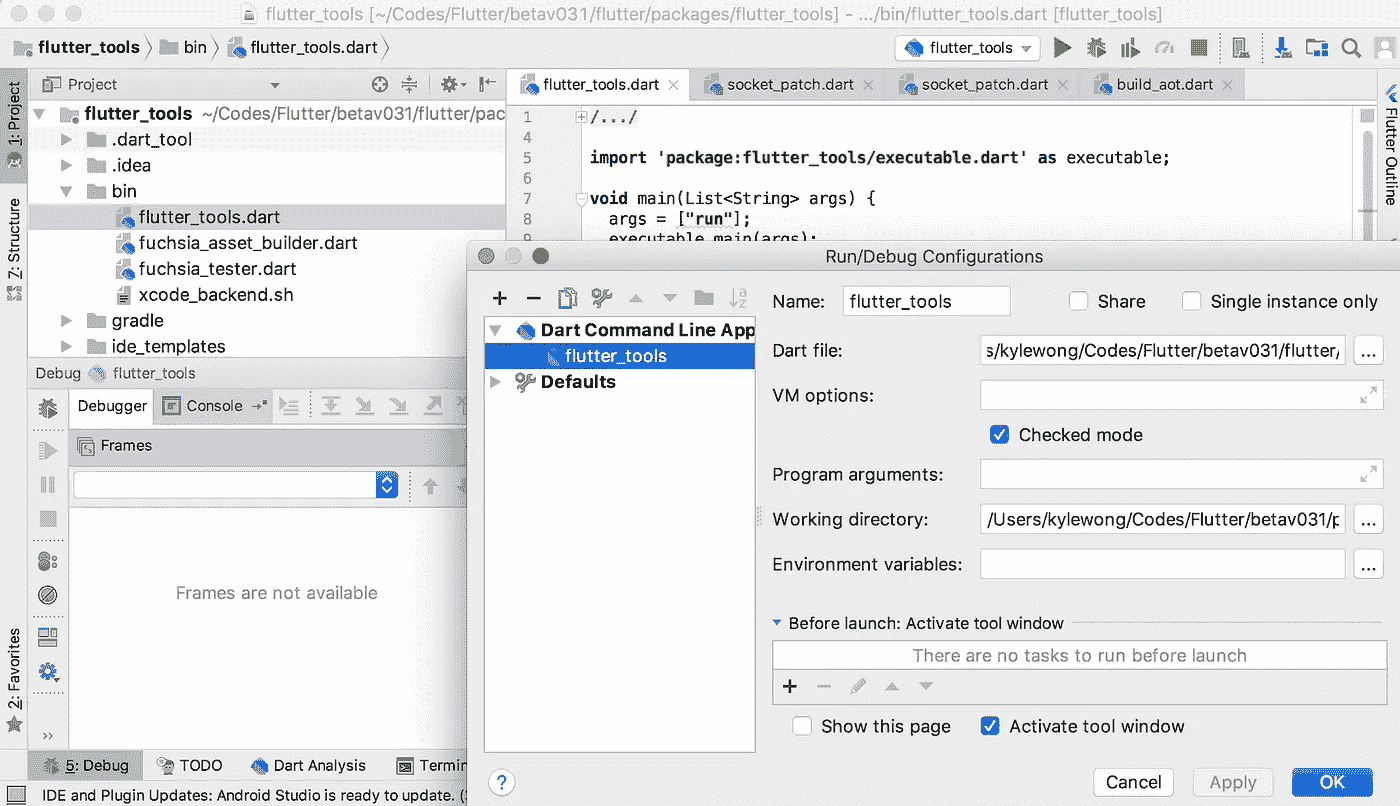 flutter_tools [~/Codes/Flutter/betav031/flutter/packages/flutter_tools] - .../bin/flutter_tools.dart [flutter_tools]
flutter_tools bin flutter_tools.dart flutter_tools
1: Project
Z: Structure
2: Favorites
Project
flutter_tools ~/Codes/Flutter/betav031/flutter/pac
.dart_tool
.idea
bin
flutter_tools.dart
fuchsia_asset_builder.dart
fuchsia_tester.dart
xcode_backend.sh
gradle
ide_templates
flutter_tools.dart socket_patch.dart socket_patch.dart build_aot.dart
1 /.../
4
5 import 'package:flutter_tools/executable.dart' as executable;
6
7 void main(List<String> args) {
8 args = ["run"];
9 executable.main(args);
Flutter Outline
Debug flutter_tools
Debugger Console
Frames
Frames are not available
Run/Debug Configurations
Dart Command Line App
flutter_tools
Defaults
Name: flutter_tools Share Single instance only
Dart file: s/kylewong/Codes/Flutter/betav031/flutter/ ...
VM options:
Checked mode
Program arguments:
Working directory: /Users/kylewong/Codes/Flutter/betav031/p ...
Environment variables: ...
Before launch: Activate tool window
There are no tasks to run before launch
Show this page Activate tool window
? Cancel Apply OK
5: Debug TODO Dart Analysis Termin
IDE and Plugin Updates: Android Studio is ready to update. (